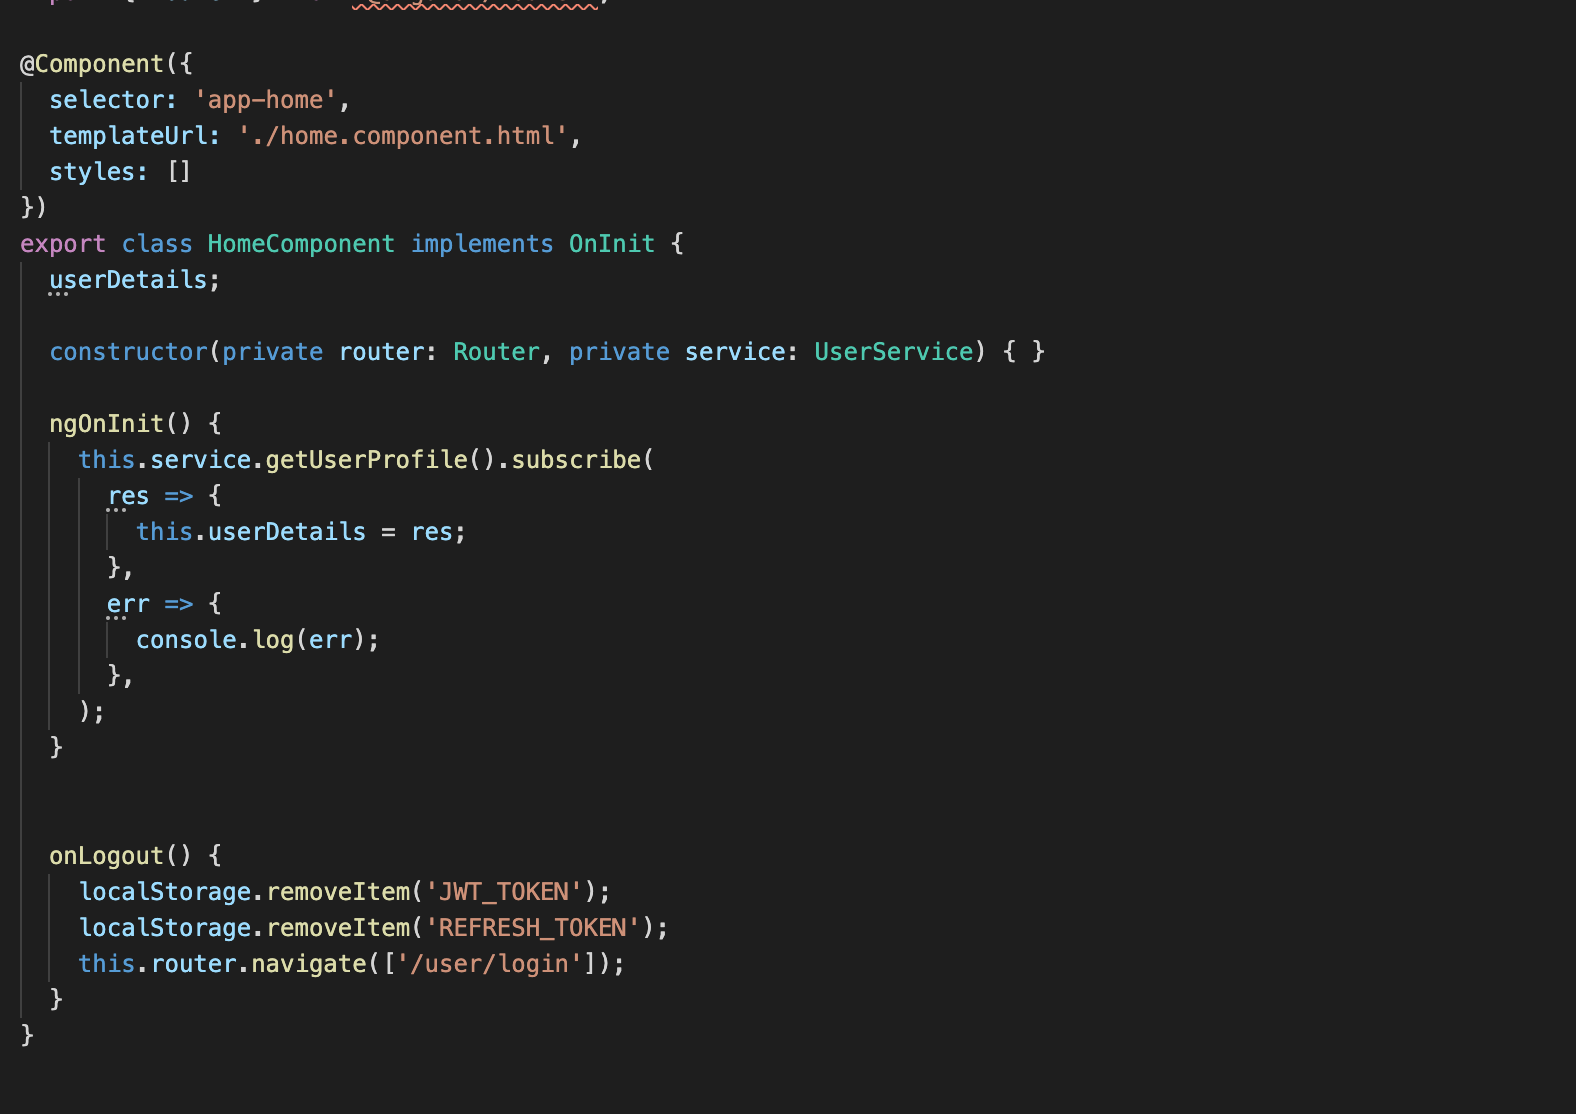 @Component({
  selector: 'app-home',
  templateUrl: './home.component.html',
  styles: []
})
export class HomeComponent implements OnInit {
  userDetails;
  constructor(private router: Router, private service: UserService) { }
  ngOnInit() {
    this.service.getUserProfile().subscribe(
      res => {
        this.userDetails = res;
      },
      err => {
        console.log(err);
      },
    );
  }
  onLogout() {
    localStorage.removeItem('JWT_TOKEN');
    localStorage.removeItem('REFRESH_TOKEN');
    this.router.navigate(['/user/login']);
  }
}